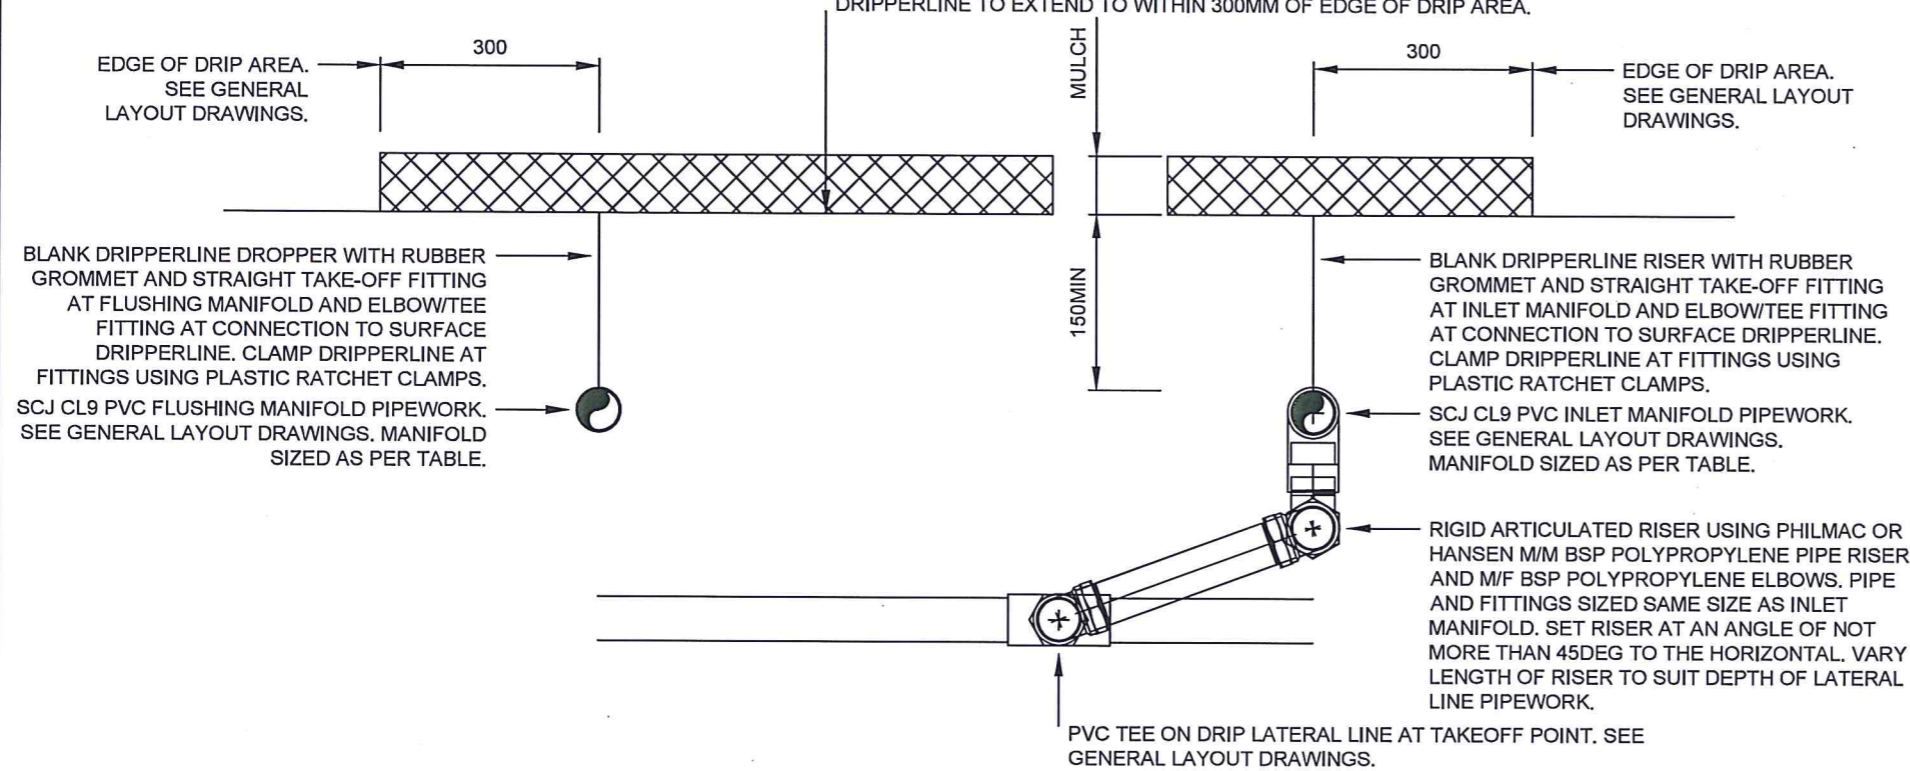 DRIPPERLINE TO EXTEND TO WITHIN 300MM OF EDGE OF DRIP AREA.
EDGE OF DRIP AREA.
SEE GENERAL
LAYOUT DRAWINGS.
300
MULCH
300
EDGE OF DRIP AREA.
SEE GENERAL LAYOUT
DRAWINGS.
BLANK DRIPPERLINE DROPPER WITH RUBBER
GROMMET AND STRAIGHT TAKE-OFF FITTING
AT FLUSHING MANIFOLD AND ELBOW/TEE
FITTING AT CONNECTION TO SURFACE
DRIPPERLINE. CLAMP DRIPPERLINE AT
FITTINGS USING PLASTIC RATCHET CLAMPS.
SCJ CL9 PVC FLUSHING MANIFOLD PIPEWORK.
SEE GENERAL LAYOUT DRAWINGS. MANIFOLD
SIZED AS PER TABLE.
150MIN
BLANK DRIPPERLINE RISER WITH RUBBER
GROMMET AND STRAIGHT TAKE-OFF FITTING
AT INLET MANIFOLD AND ELBOW/TEE FITTING
AT CONNECTION TO SURFACE DRIPPERLINE.
CLAMP DRIPPERLINE AT FITTINGS USING
PLASTIC RATCHET CLAMPS.
SCJ CL9 PVC INLET MANIFOLD PIPEWORK.
SEE GENERAL LAYOUT DRAWINGS.
MANIFOLD SIZED AS PER TABLE.
RIGID ARTICULATED RISER USING PHILMAC OR
HANSEN M/M BSP POLYPROPYLENE PIPE RISER
AND M/F BSP POLYPROPYLENE ELBOWS. PIPE
AND FITTINGS SIZED SAME SIZE AS INLET
MANIFOLD. SET RISER AT AN ANGLE OF NOT
MORE THAN 45DEG TO THE HORIZONTAL. VARY
LENGTH OF RISER TO SUIT DEPTH OF LATERAL
LINE PIPEWORK.
PVC TEE ON DRIP LATERAL LINE AT TAKEOFF POINT. SEE
GENERAL LAYOUT DRAWINGS.